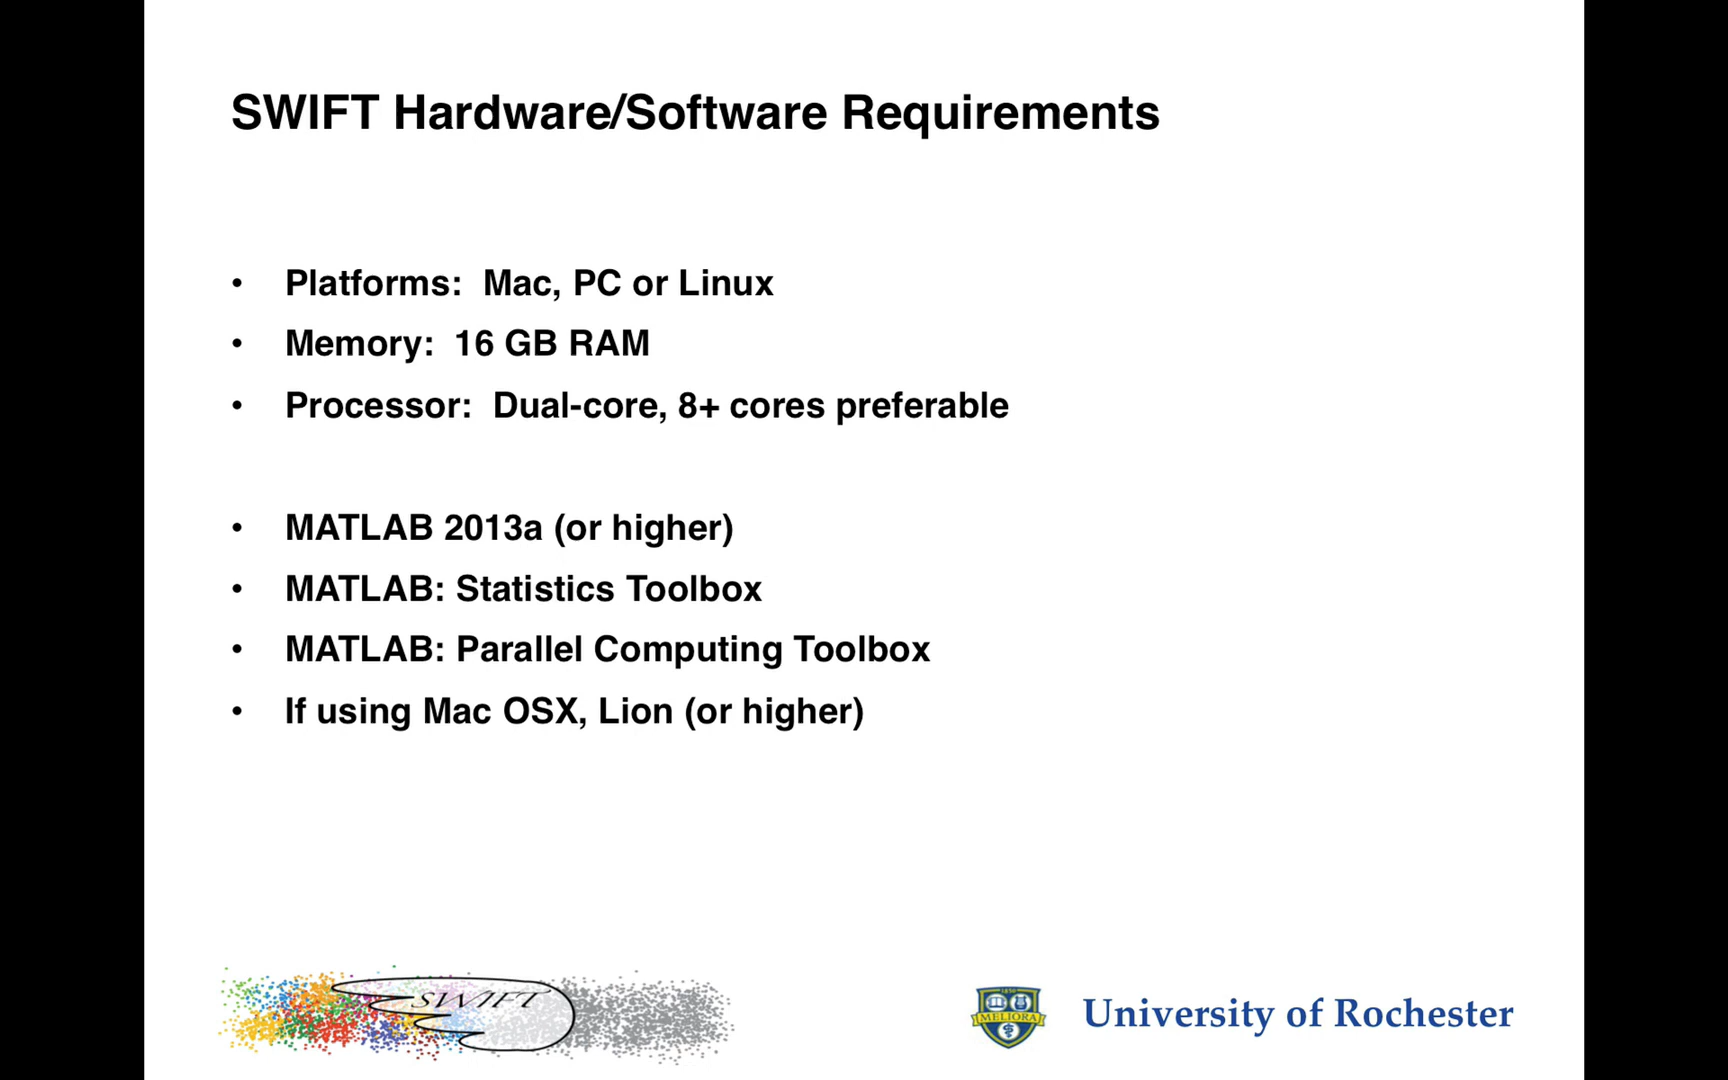 SWIFT Hardware/Software Requirements
• Platforms: Mac, PC or Linux
• Memory: 16 GB RAM
• Processor: Dual-core, 8+ cores preferable
• MATLAB 2013a (or higher)
• MATLAB: Statistics Toolbox
• MATLAB: Parallel Computing Toolbox
• If using Mac OSX, Lion (or higher)
SWIFT
1850
MELIORA
University of Rochester